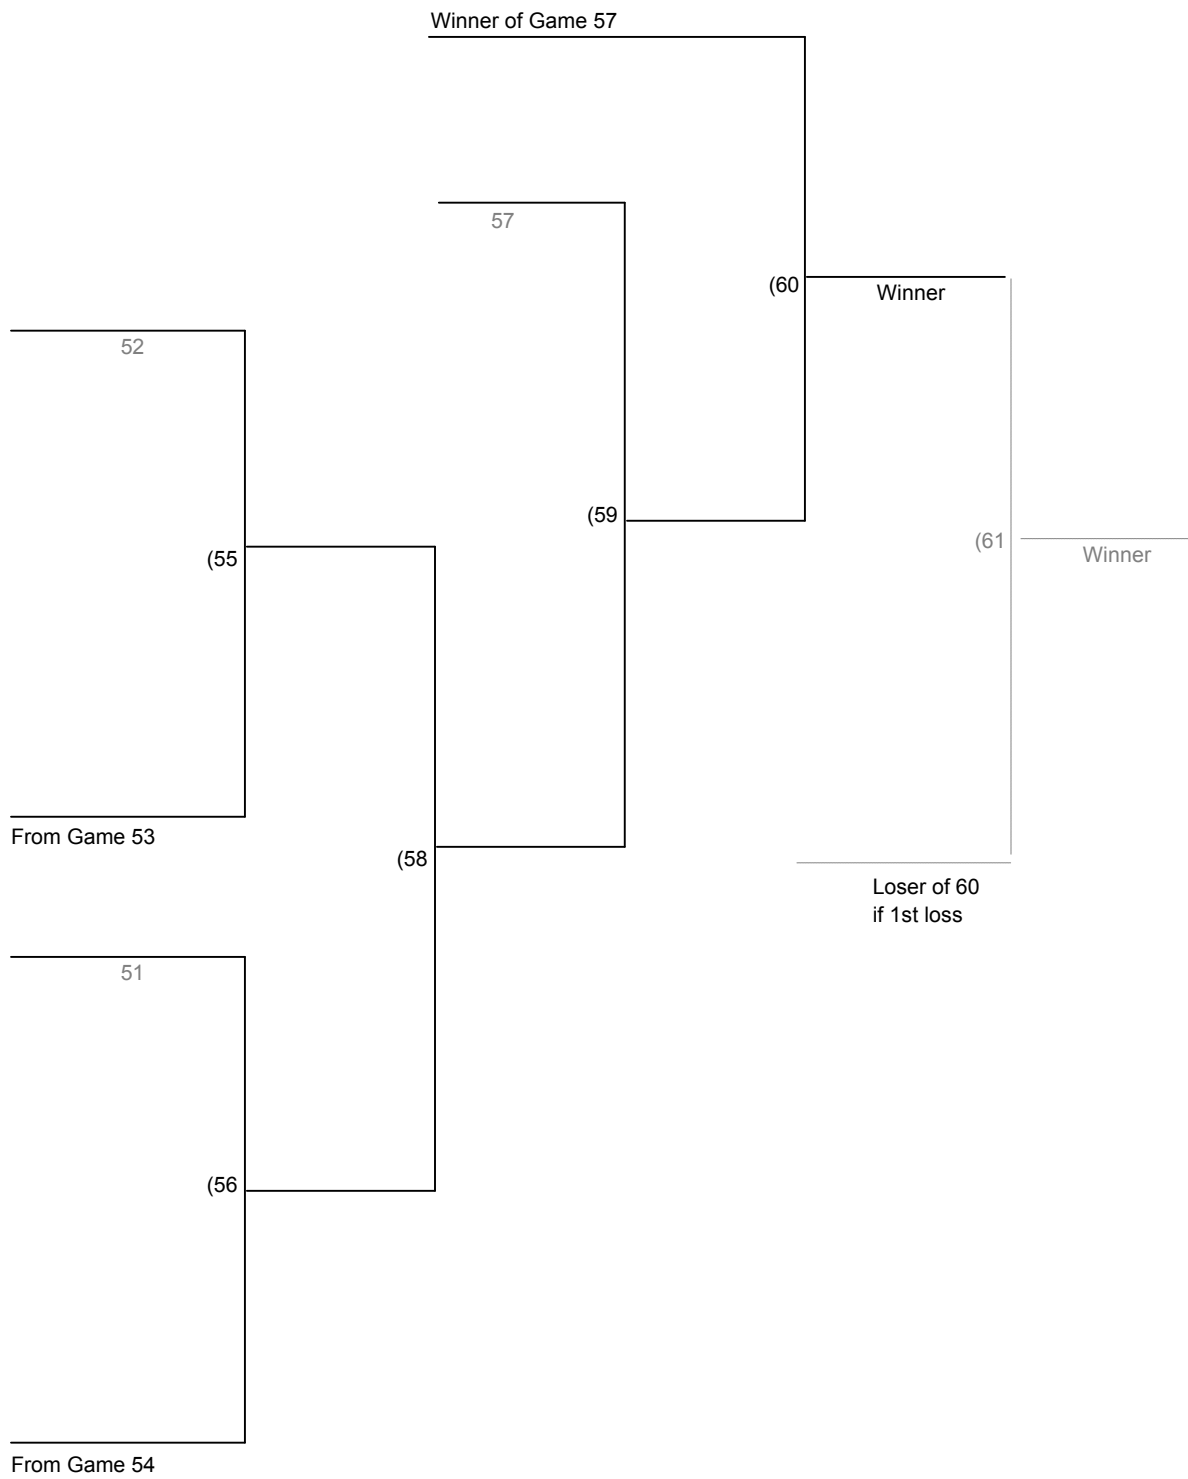 Winner of Game 57
57
(60
Winner
52
(59
(61
Winner
(55
From Game 53
(58
Loser of 60
if 1st loss
51
(56
From Game 54